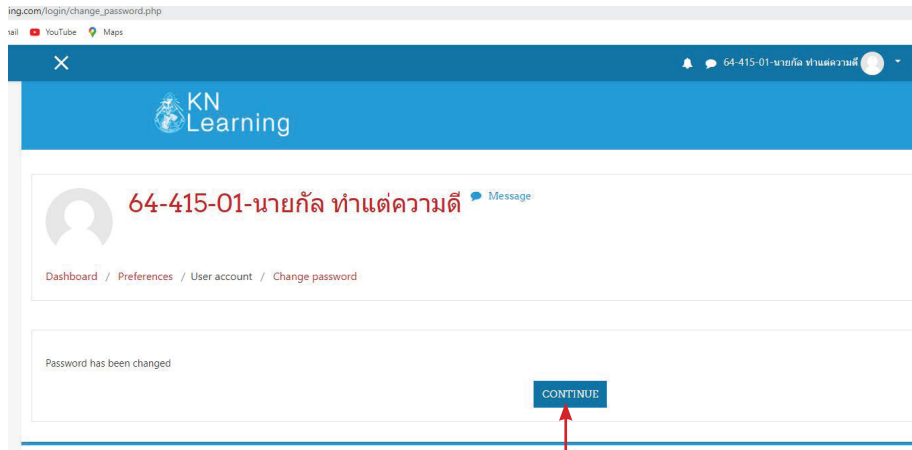 ing.com/login/change_password.php
YouTube Maps
64-415-01-นายกัล ทำแต่ความดี
KN
Learning
64-415-01-นายกัล ทำแต่ความดี Message
Dashboard / Preferences / User account / Change password
Password has been changed
CONTINUE